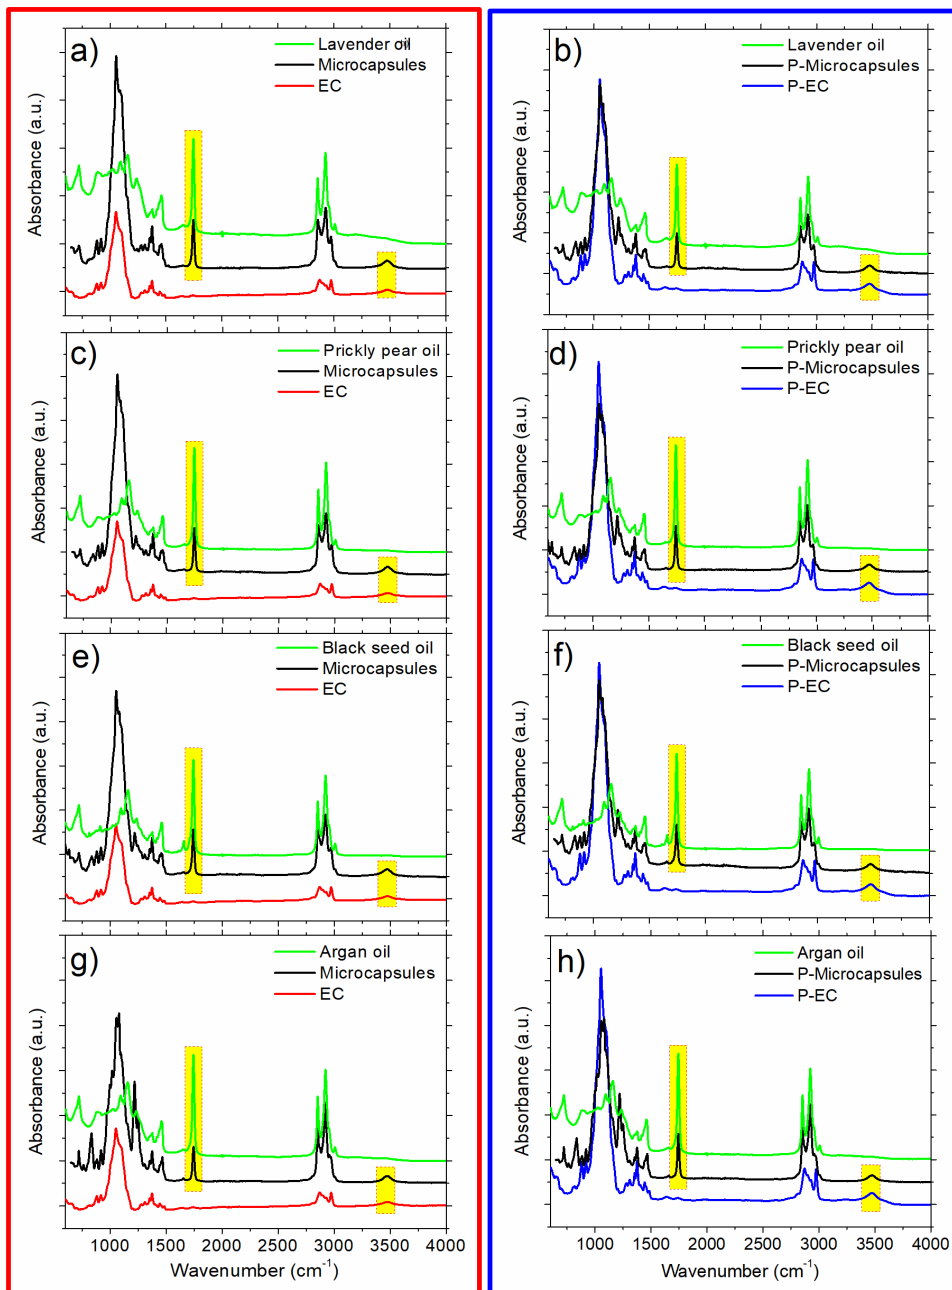 a)
Lavender oil
Microcapsules
EC
Absorbance (a.u.)
b)
Lavender oil
P-Microcapsules
P-EC
Absorbance (a.u.)
c)
Prickly pear oil
Microcapsules
EC
Absorbance (a.u.)
d)
Prickly pear oil
P-Microcapsules
P-EC
Absorbance (a.u.)
e)
Black seed oil
Microcapsules
EC
Absorbance (a.u.)
f)
Black seed oil
P-Microcapsules
P-EC
Absorbance (a.u.)
g)
Argan oil
Microcapsules
EC
Absorbance (a.u.)
1000 1500 2000 2500 3000 3500 4000
Wavenumber (cm⁻¹)
h)
Argan oil
P-Microcapsules
P-EC
Absorbance (a.u.)
1000 1500 2000 2500 3000 3500 4000
Wavenumber (cm⁻¹)